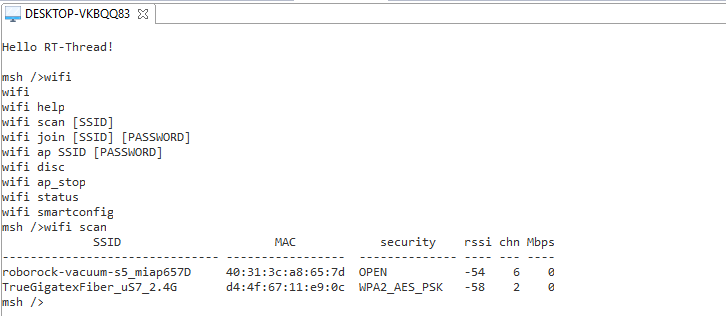 DESKTOP-VKBQQ83
Hello RT-Thread!
msh />wifi
wifi
wifi help
wifi scan [SSID]
wifi join [SSID] [PASSWORD]
wifi ap SSID [PASSWORD]
wifi disc
wifi ap_stop
wifi status
wifi smartconfig
msh />wifi scan
SSID MAC security rssi chn Mbps
------------------------------- ----------------- -------------- ---- --- ----
roborock-vacuum-s5_miap657D 40:31:3c:a8:65:7d OPEN -54 6 0
TrueGigatexFiber_uS7_2.4G d4:4f:67:11:e9:0c WPA2_AES_PSK -58 2 0
msh />